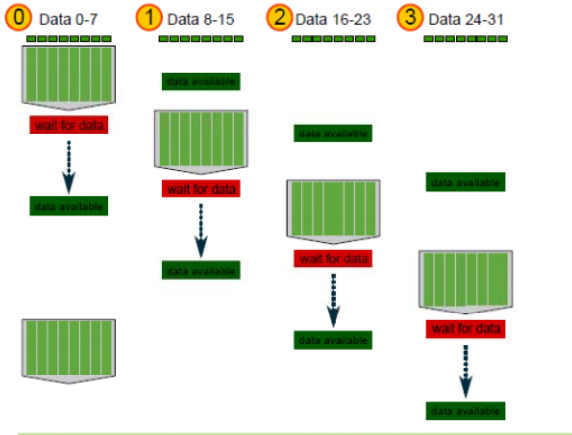 0 Data 0-7
1 Data 8-15
2 Data 16-23
3 Data 24-31
data available
wait for data
data available
data available
wait for data
data available
data available
wait for data
data available
wait for data
data available